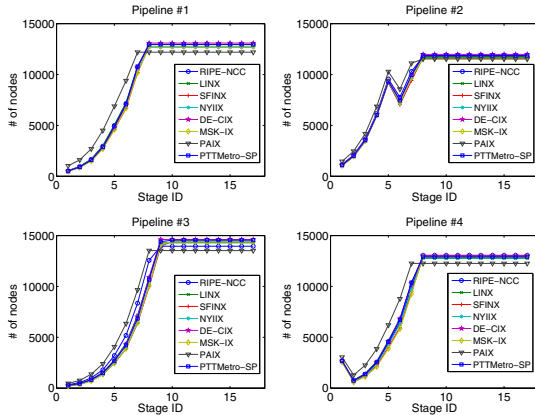 Pipeline #1
15000
10000
5000
0
# of nodes
0 5 10 15
Stage ID
RIPE-NCC
LINX
SFINX
NYIIX
DE-CIX
MSK-IX
PAIX
PTTMetro-SP
Pipeline #2
15000
10000
5000
0
# of nodes
0 5 10 15
Stage ID
RIPE-NCC
LINX
SFINX
NYIIX
DE-CIX
MSK-IX
PAIX
PTTMetro-SP
Pipeline #3
15000
10000
5000
0
# of nodes
0 5 10 15
Stage ID
RIPE-NCC
LINX
SFINX
NYIIX
DE-CIX
MSK-IX
PAIX
PTTMetro-SP
Pipeline #4
15000
10000
5000
0
# of nodes
0 5 10 15
Stage ID
RIPE-NCC
LINX
SFINX
NYIIX
DE-CIX
MSK-IX
PAIX
PTTMetro-SP